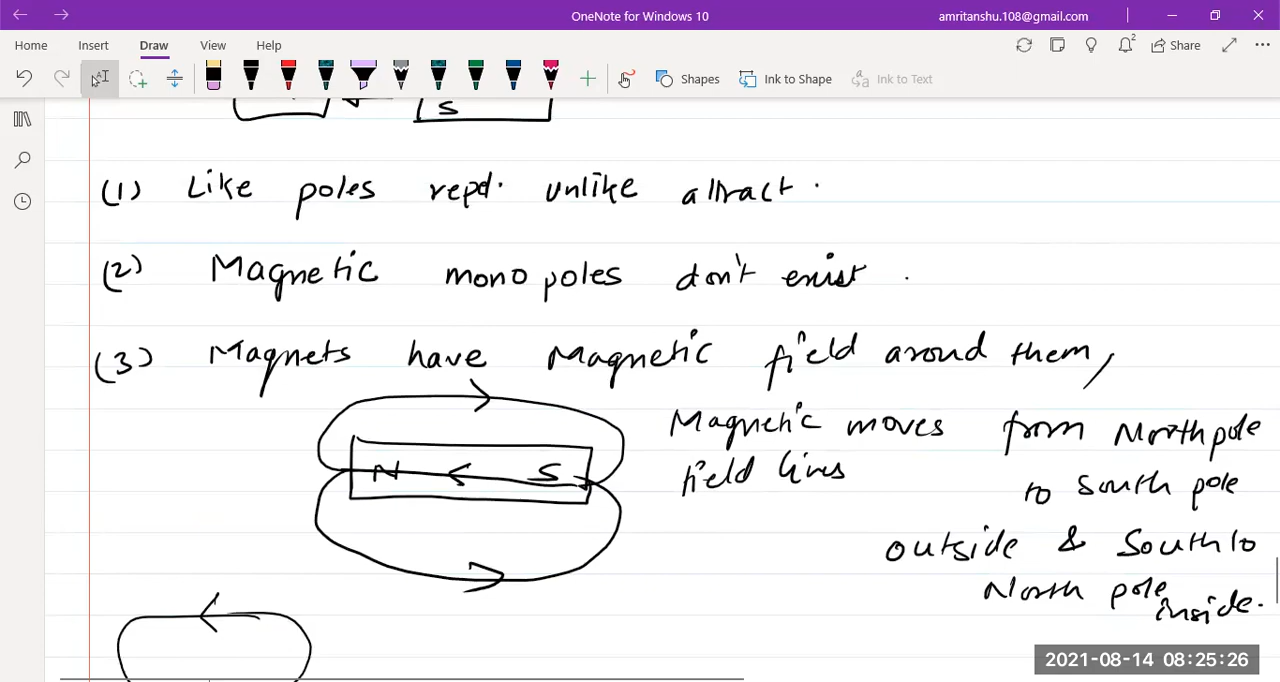 OneNote for Windows 10
amritanshu.108@gmail.com
Home Insert Draw View Help
Share
Shapes
Ink to Shape
Ink to Text
S
(1) Like poles repel. unlike attract.
(2) Magnetic monopoles don't exist.
(3) Magnets have Magnetic field around them,
Magnetic moves from North pole
field lines to South pole
N S
outside & South to
North pole inside.
2021-08-14 08:25:26